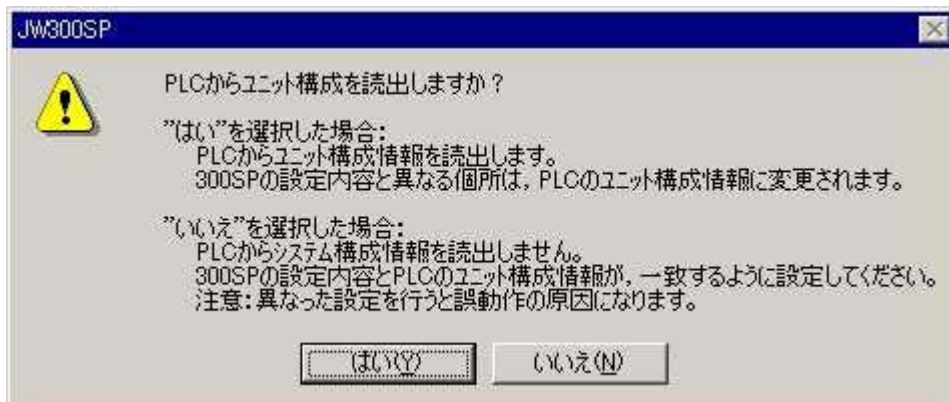 JW300SP
PLCからユニット構成を読出しますか？
”はい”を選択した場合：
PLCからユニット構成情報を読出します。
300SPの設定内容と異なる個所は，PLCのユニット構成情報に変更されます。
”いいえ”を選択した場合：
PLCからシステム構成情報を読出しません。
300SPの設定内容とPLCのユニット構成情報が，一致するように設定してください。
注意：異なった設定を行うと誤動作の原因になります。
はい(Y) いいえ(N)